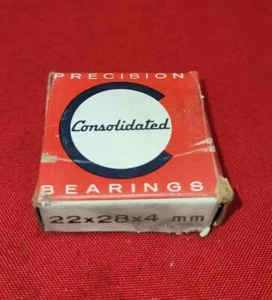 PRECISION
Consolidated
BEARINGS
22x28x4 mm